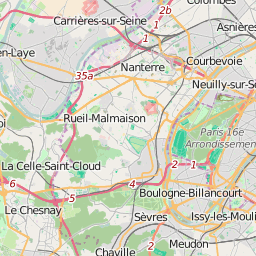 Colombes
Carrières-sur-Seine
Asnières
2b
1
en-Laye
Courbevoie
Nanterre
35a
1
Neuilly-sur-Se
Rueil-Malmaison
Paris 16e
Arrondissement
La Celle-Saint-Cloud
2
1
6
4
5
Boulogne-Billancourt
Le Chesnay
Sèvres
Issy-les-Mouli
Meudon
Chaville